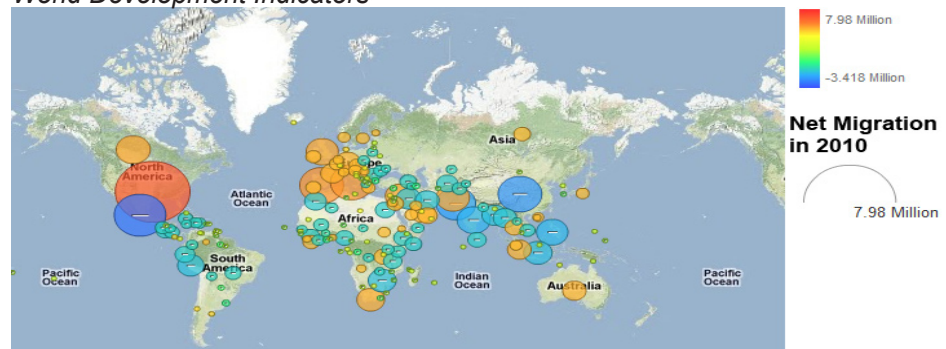 World Development Indicators
7.98 Million
-3.418 Million
Net Migration
in 2010
7.98 Million
Asia
North
America
Atlantic
Ocean
Africa
South
America
Pacific
Ocean
Indian
Ocean
Australia
Pacific
Ocean